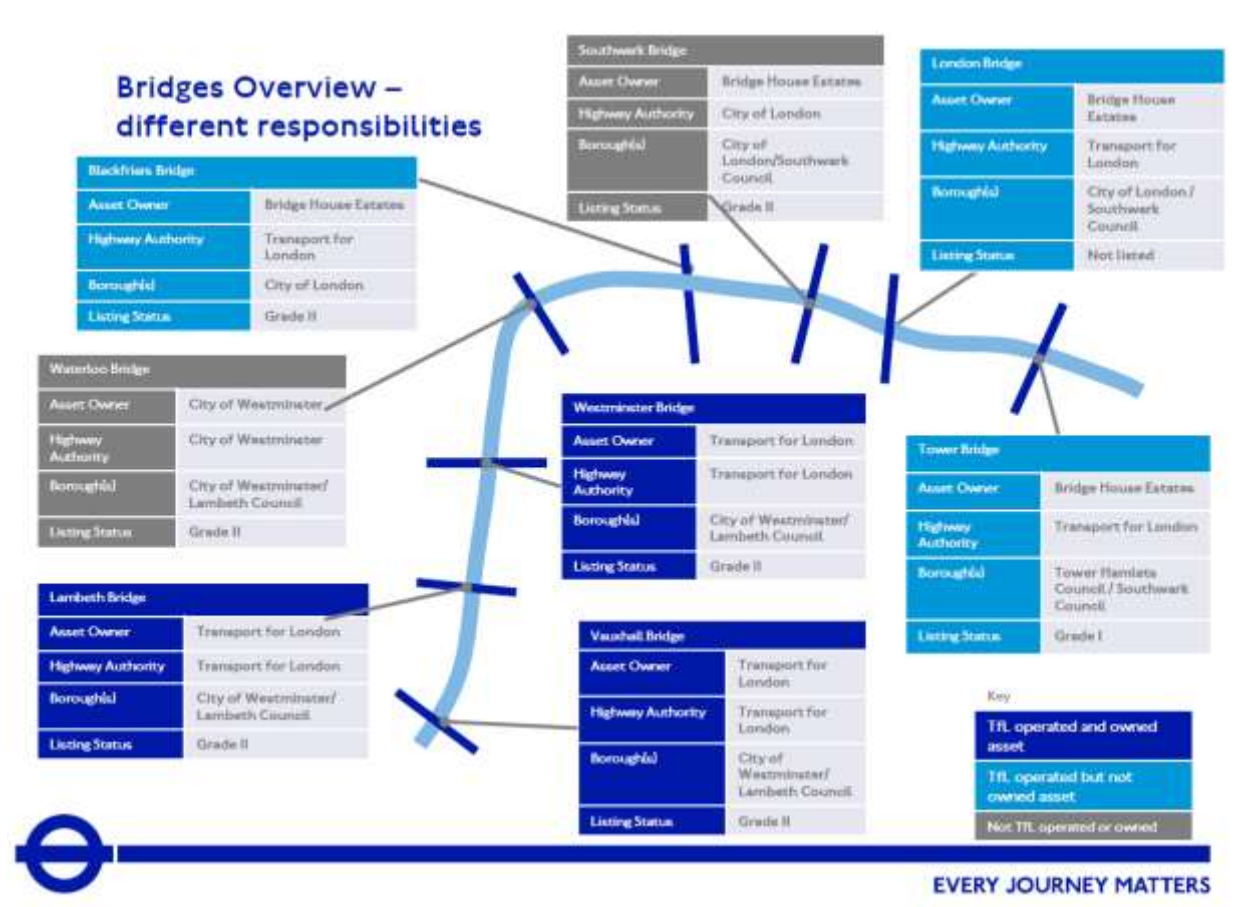 Bridges Overview –
different responsibilities
Southwark Bridge
Asset Owner Bridge House Estates
Highway Authority City of London
Borough(s) City of
London/Southwark
Council
Listing Status Grade II
London Bridge
Asset Owner Bridge House
Estates
Highway Authority Transport for
London
Borough(s) City of London /
Southwark
Council
Listing Status Not listed
Blackfriars Bridge
Asset Owner Bridge House Estates
Highway Authority Transport for
London
Borough(s) City of London
Listing Status Grade II
Waterloo Bridge
Asset Owner City of Westminster
Highway
Authority City of Westminster
Borough(s) City of Westminster/
Lambeth Council
Listing Status Grade II
Westminster Bridge
Asset Owner Transport for London
Highway
Authority Transport for London
Borough(s) City of Westminster/
Lambeth Council
Listing Status Grade II
Tower Bridge
Asset Owner Bridge House Estates
Highway
Authority Transport for London
Borough(s) Tower Hamlets
Council / Southwark
Council
Listing Status Grade I
Lambeth Bridge
Asset Owner Transport for London
Highway Authority Transport for London
Borough(s) City of Westminster/
Lambeth Council
Listing Status Grade II
Vauxhall Bridge
Asset Owner Transport for
London
Highway Authority Transport for
London
Borough(s) City of
Westminster/
Lambeth Council
Listing Status Grade II
Key
TfL operated and owned
asset
TfL operated but not
owned asset
Not TfL operated or owned
EVERY JOURNEY MATTERS